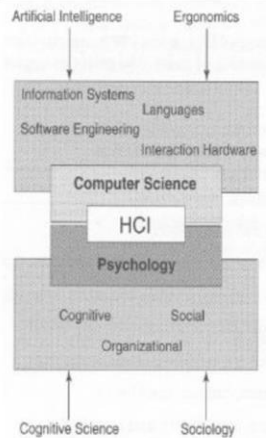 Artificial Intelligence Ergonomics
Information Systems
Languages
Software Engineering
Interaction Hardware
Computer Science
HCI
Psychology
Cognitive Social
Organizational
Cognitive Science Sociology